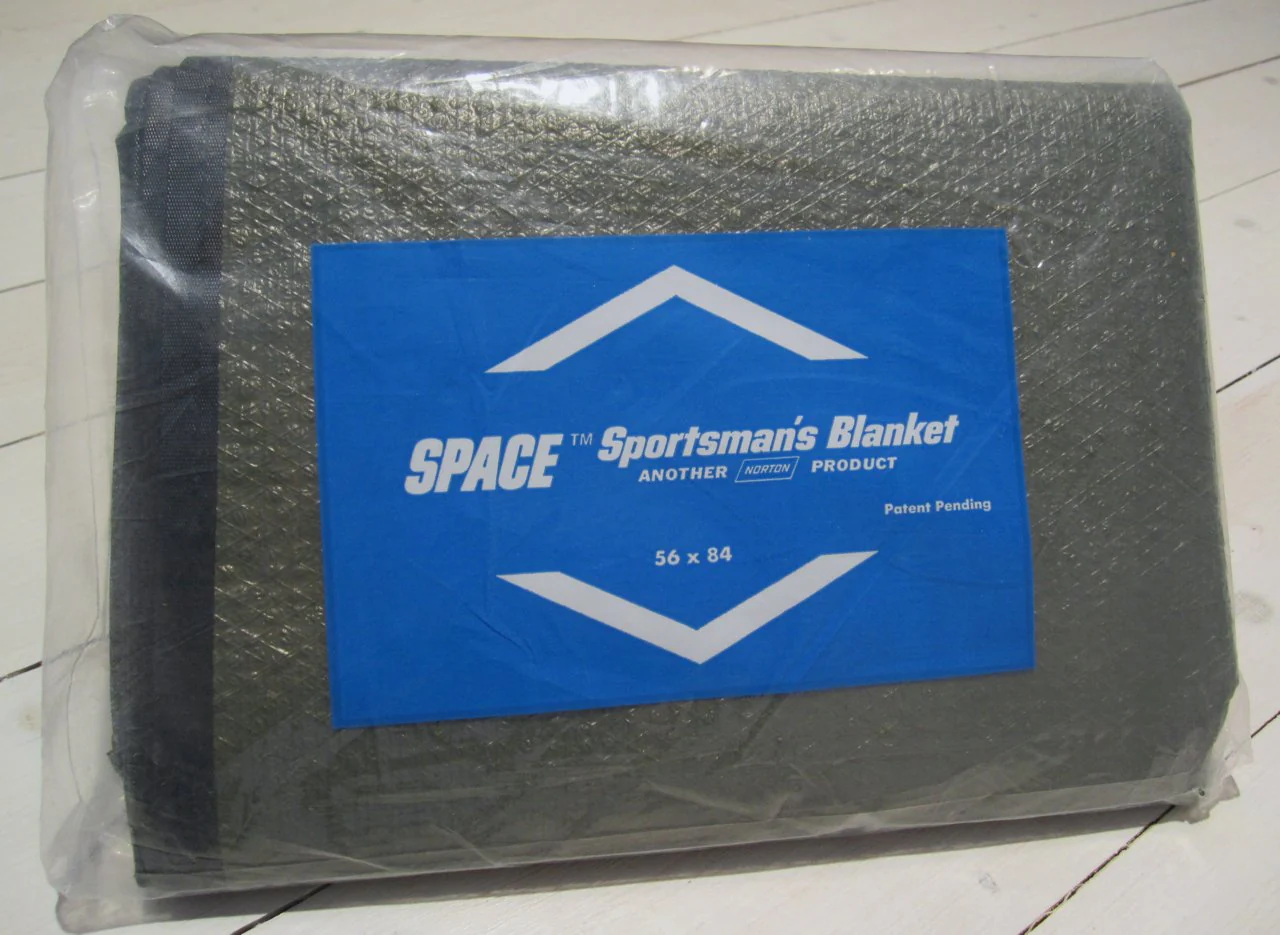 SPACE™ Sportsman's Blanket
ANOTHER NORTON PRODUCT
Patent Pending
56 x 84